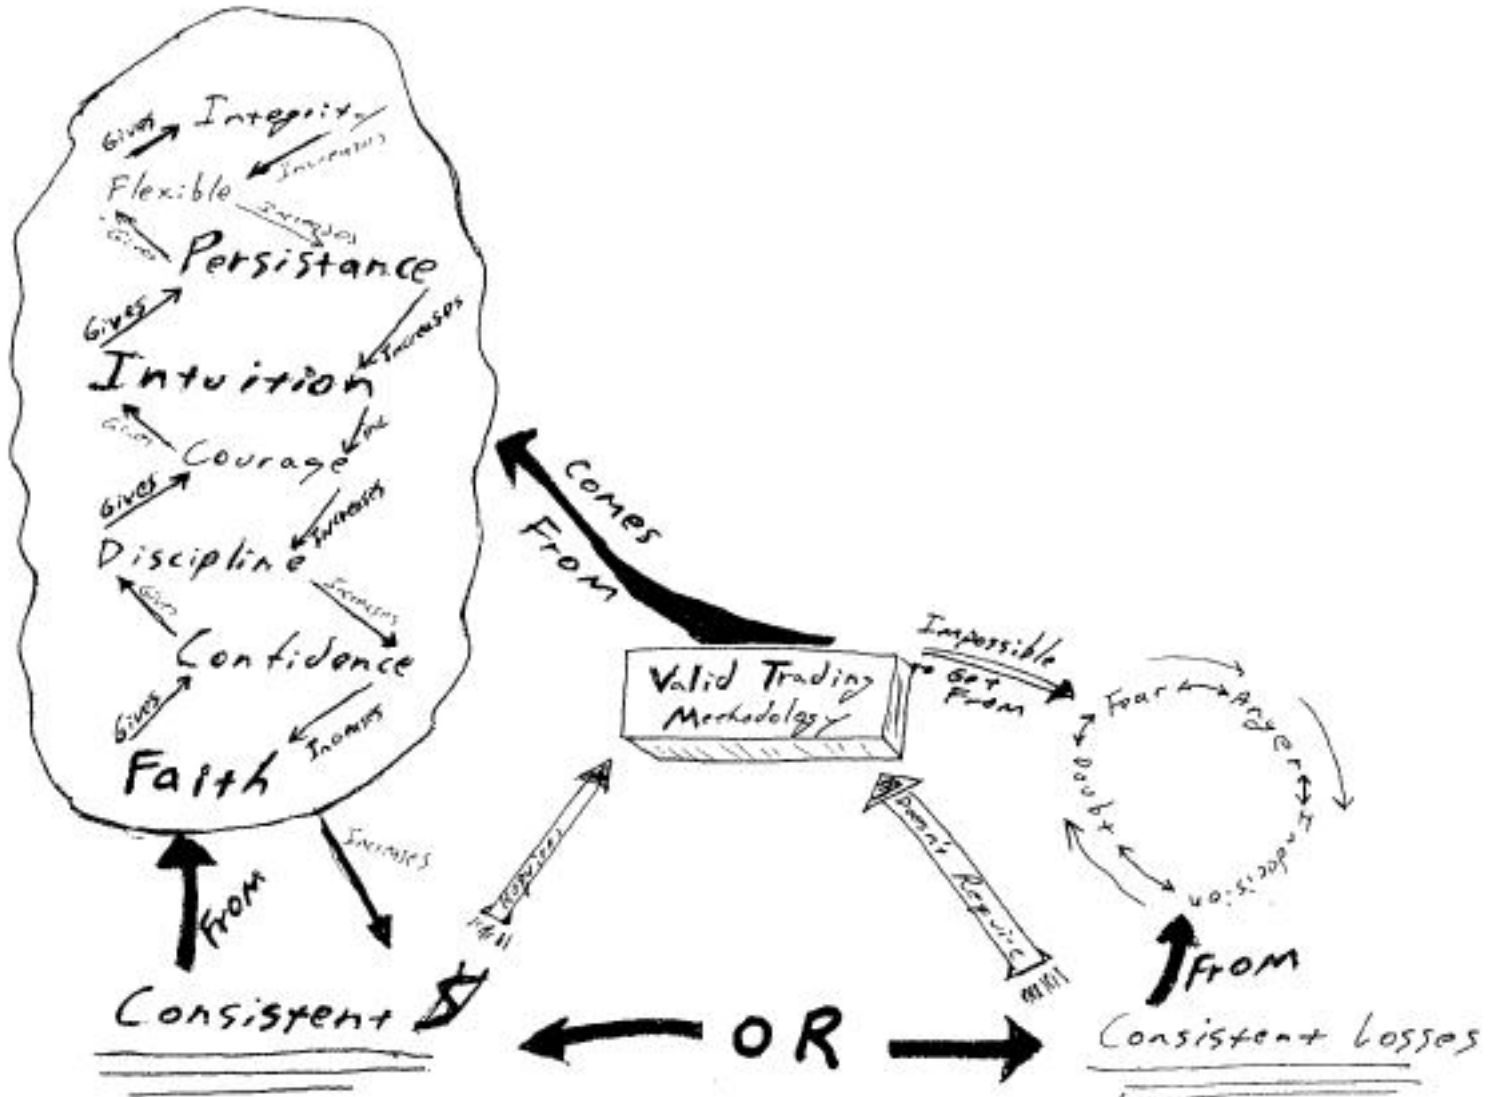 Gives
Integrity
Increases
Flexible
Increases
Gives
Persistance
Gives
Increases
Intuition
Gives
Inc
Courage
Gives
Increases
Discipline
Gives
Increases
Confidence
Gives
Increases
Faith
From
Increases
Consistent $
Comes
From
Valid Trading
Methodology
Requires
Impossible
to Get
From
Fear
Anger
Indecision
Doubt
Doesn't Require
From
OR
Consistent Losses